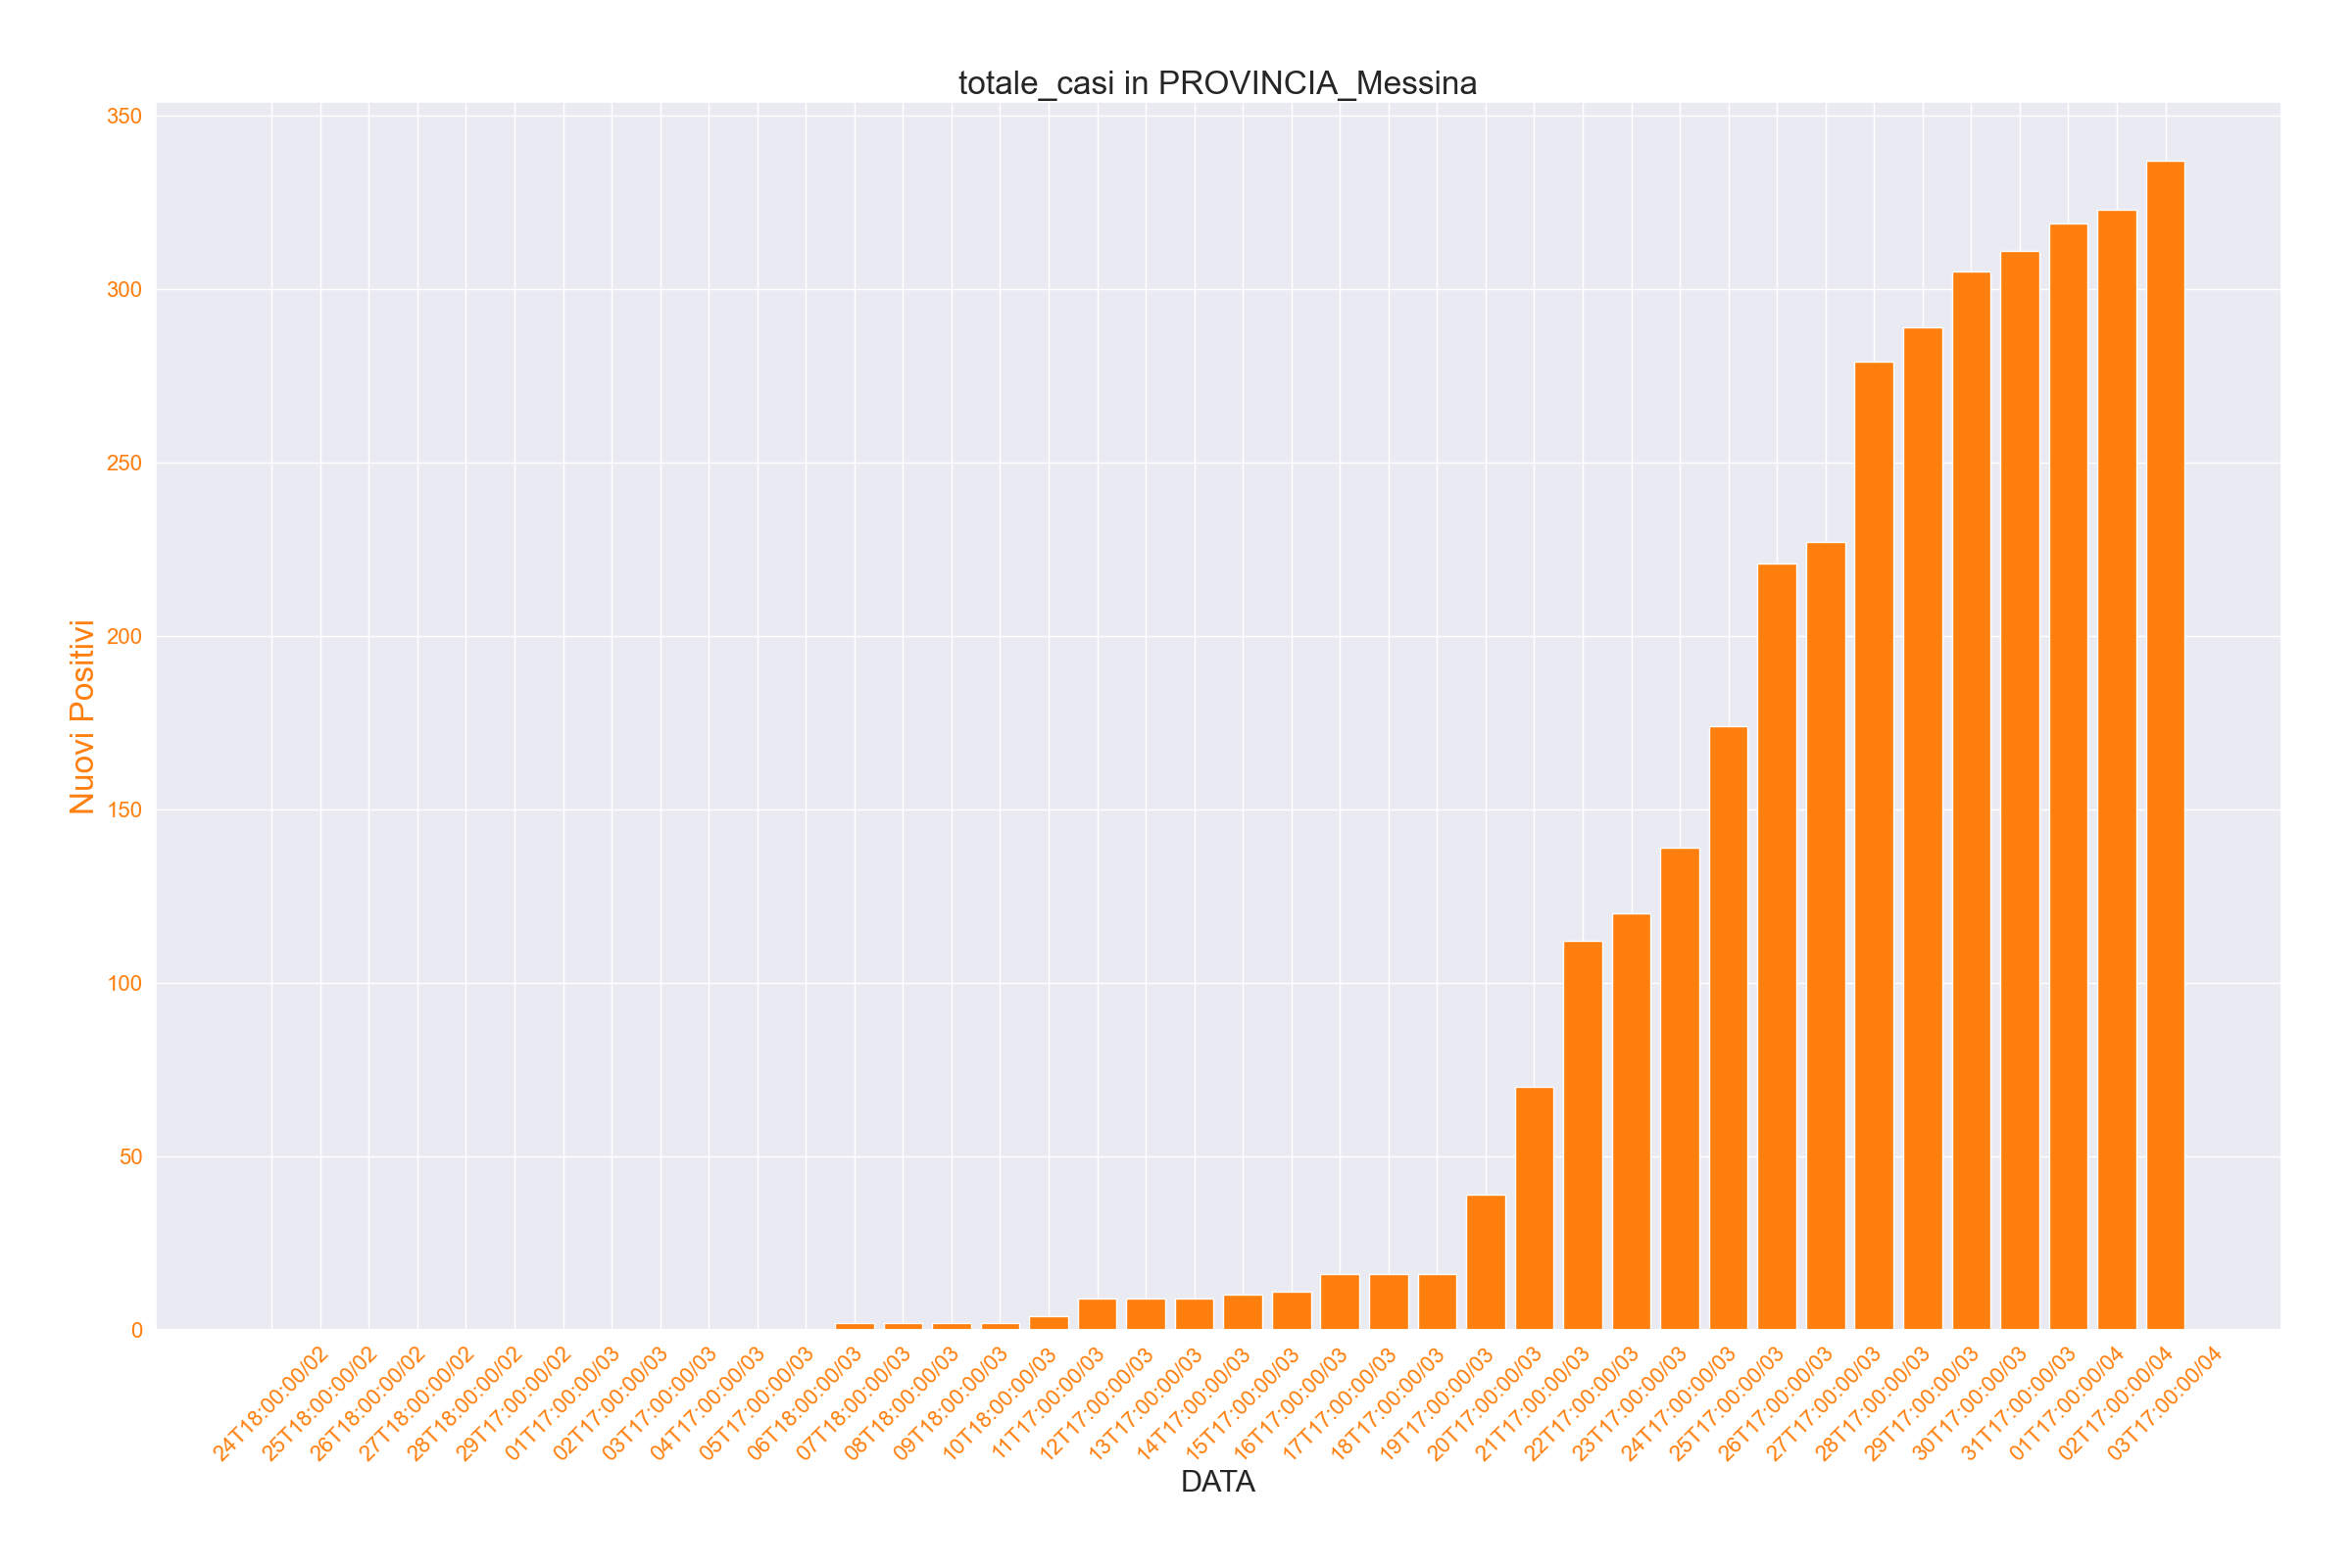 totale_casi in PROVINCIA_Messina
350
300
250
200
150
100
50
0
Nuovi Positivi
24T18:00:00/02
25T18:00:00/02
26T18:00:00/02
27T18:00:00/02
28T18:00:00/02
29T17:00:00/02
01T17:00:00/03
02T17:00:00/03
03T17:00:00/03
04T17:00:00/03
05T17:00:00/03
06T18:00:00/03
07T18:00:00/03
08T18:00:00/03
09T18:00:00/03
10T18:00:00/03
11T17:00:00/03
12T17:00:00/03
13T17:00:00/03
14T17:00:00/03
15T17:00:00/03
16T17:00:00/03
17T17:00:00/03
18T17:00:00/03
19T17:00:00/03
20T17:00:00/03
21T17:00:00/03
22T17:00:00/03
23T17:00:00/03
24T17:00:00/03
25T17:00:00/03
26T17:00:00/03
27T17:00:00/03
28T17:00:00/03
29T17:00:00/03
30T17:00:00/03
31T17:00:00/03
01T17:00:00/04
02T17:00:00/04
03T17:00:00/04
DATA